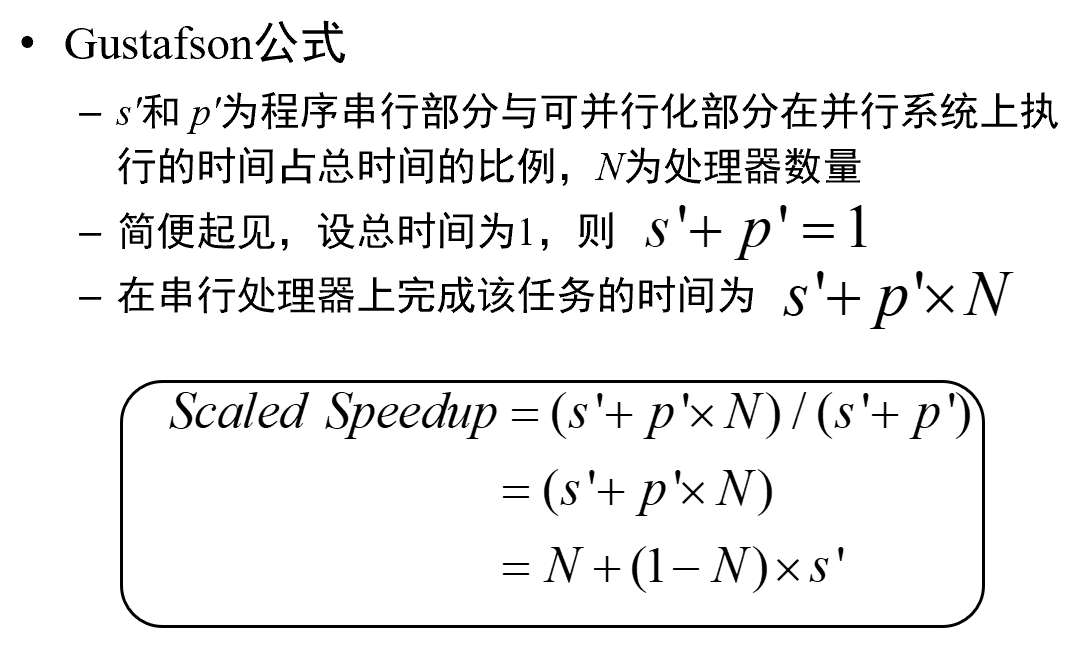 • Gustafson公式
– s'和 p'为程序串行部分与可并行化部分在并行系统上执
行的时间占总时间的比例，N为处理器数量
– 简便起见，设总时间为1，则 s'+ p'=1
– 在串行处理器上完成该任务的时间为 s'+ p'×N
Scaled Speedup = (s'+ p'×N) / (s'+ p')
= (s'+ p'×N)
= N + (1− N)×s'